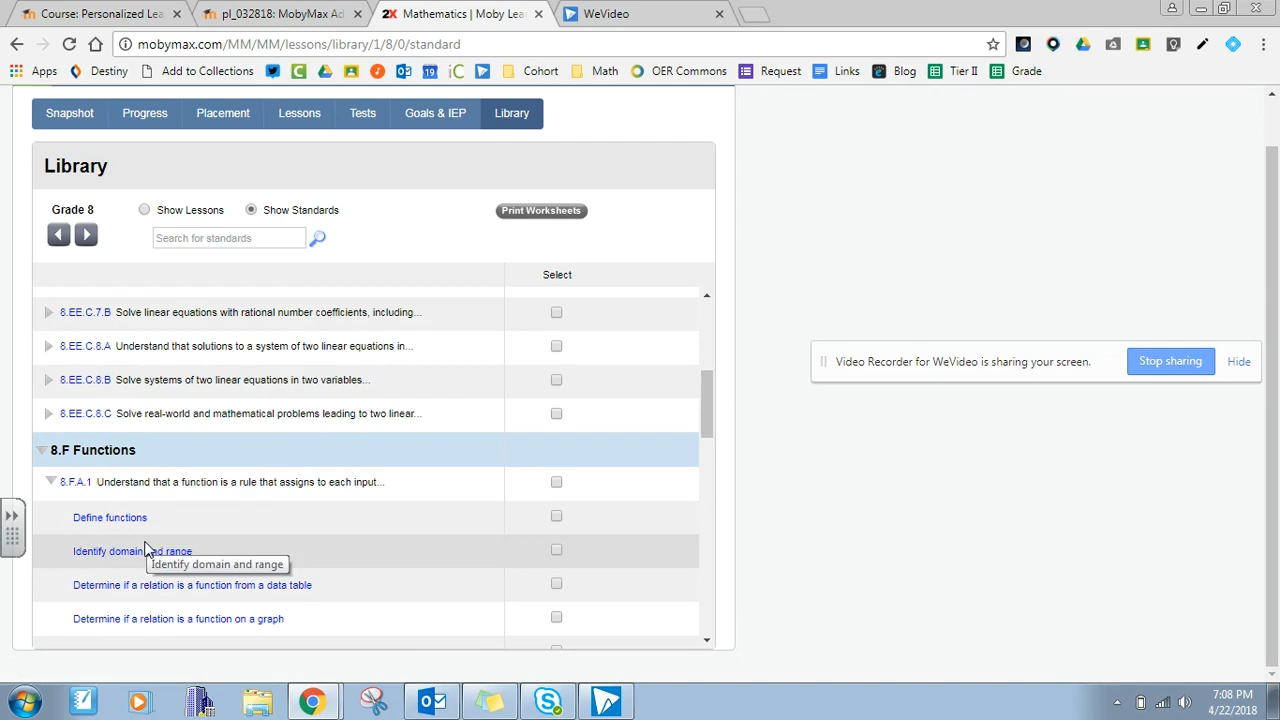 Course: Personalized Lea
pl_032818: MobyMax Ad
2X Mathematics | Moby Lea
WeVideo
mobymax.com/MM/MM/lessons/library/1/8/0/standard
Apps Destiny Add to Collections 19 iC Cohort Math OER Commons Request Links Blog Tier II Grade
Snapshot Progress Placement Lessons Tests Goals & IEP Library
Library
Grade 8 Show Lessons Show Standards Print Worksheets
Search for standards
Select
8.EE.C.7.B Solve linear equations with rational number coefficients, including...
8.EE.C.8.A Understand that solutions to a system of two linear equations in...
Video Recorder for WeVideo is sharing your screen. Stop sharing Hide
8.EE.C.8.B Solve systems of two linear equations in two variables...
8.EE.C.8.C Solve real-world and mathematical problems leading to two linear...
8.F Functions
8.F.A.1 Understand that a function is a rule that assigns to each input...
Define functions
Identify domain and range
Identify domain and range
Determine if a relation is a function from a data table
Determine if a relation is a function on a graph
7:08 PM
4/22/2018